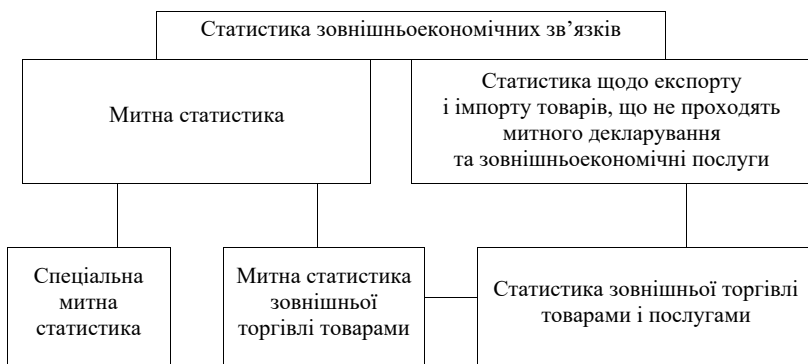 Статистика зовнішньоекономічних зв’язків
Митна статистика
Статистика щодо експорту
і імпорту товарів, що не проходять
митного декларування
та зовнішньоекономічні послуги
Спеціальна
митна
статистика
Митна статистика
зовнішньої
торгівлі товарами
Статистика зовнішньої торгівлі
товарами і послугами